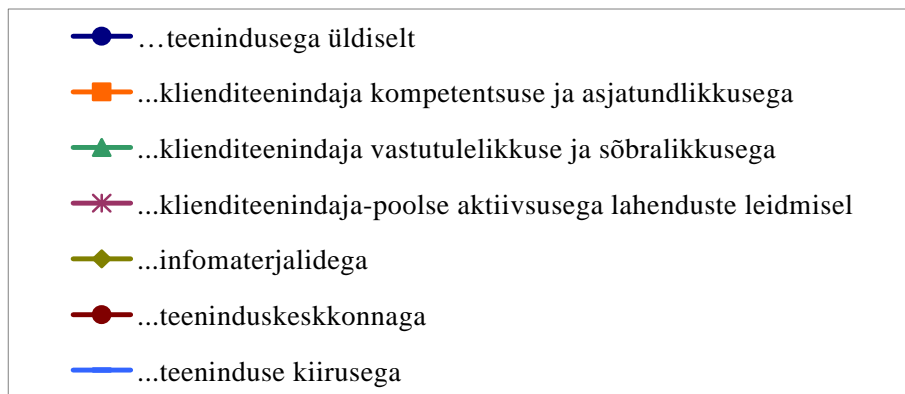 …teenindusega üldiselt
...klienditeenindaja kompetentsuse ja asjatundlikkusega
...klienditeenindaja vastutulelikkuse ja sõbralikkusega
...klienditeenindaja-poolse aktiivsusega lahenduste leidmisel
...infomaterjalidega
...teeninduskeskkonnaga
...teeninduse kiirusega